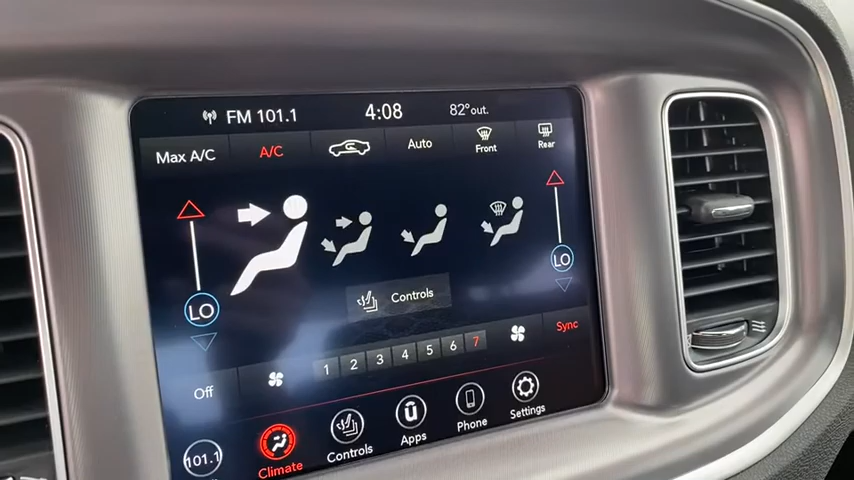 FM 101.1 4:08 82° out.
Max A/C A/C Auto Front Rear
LO LO
Controls
Off 1 2 3 4 5 6 7 Sync
101.1 Climate Controls Apps Phone Settings